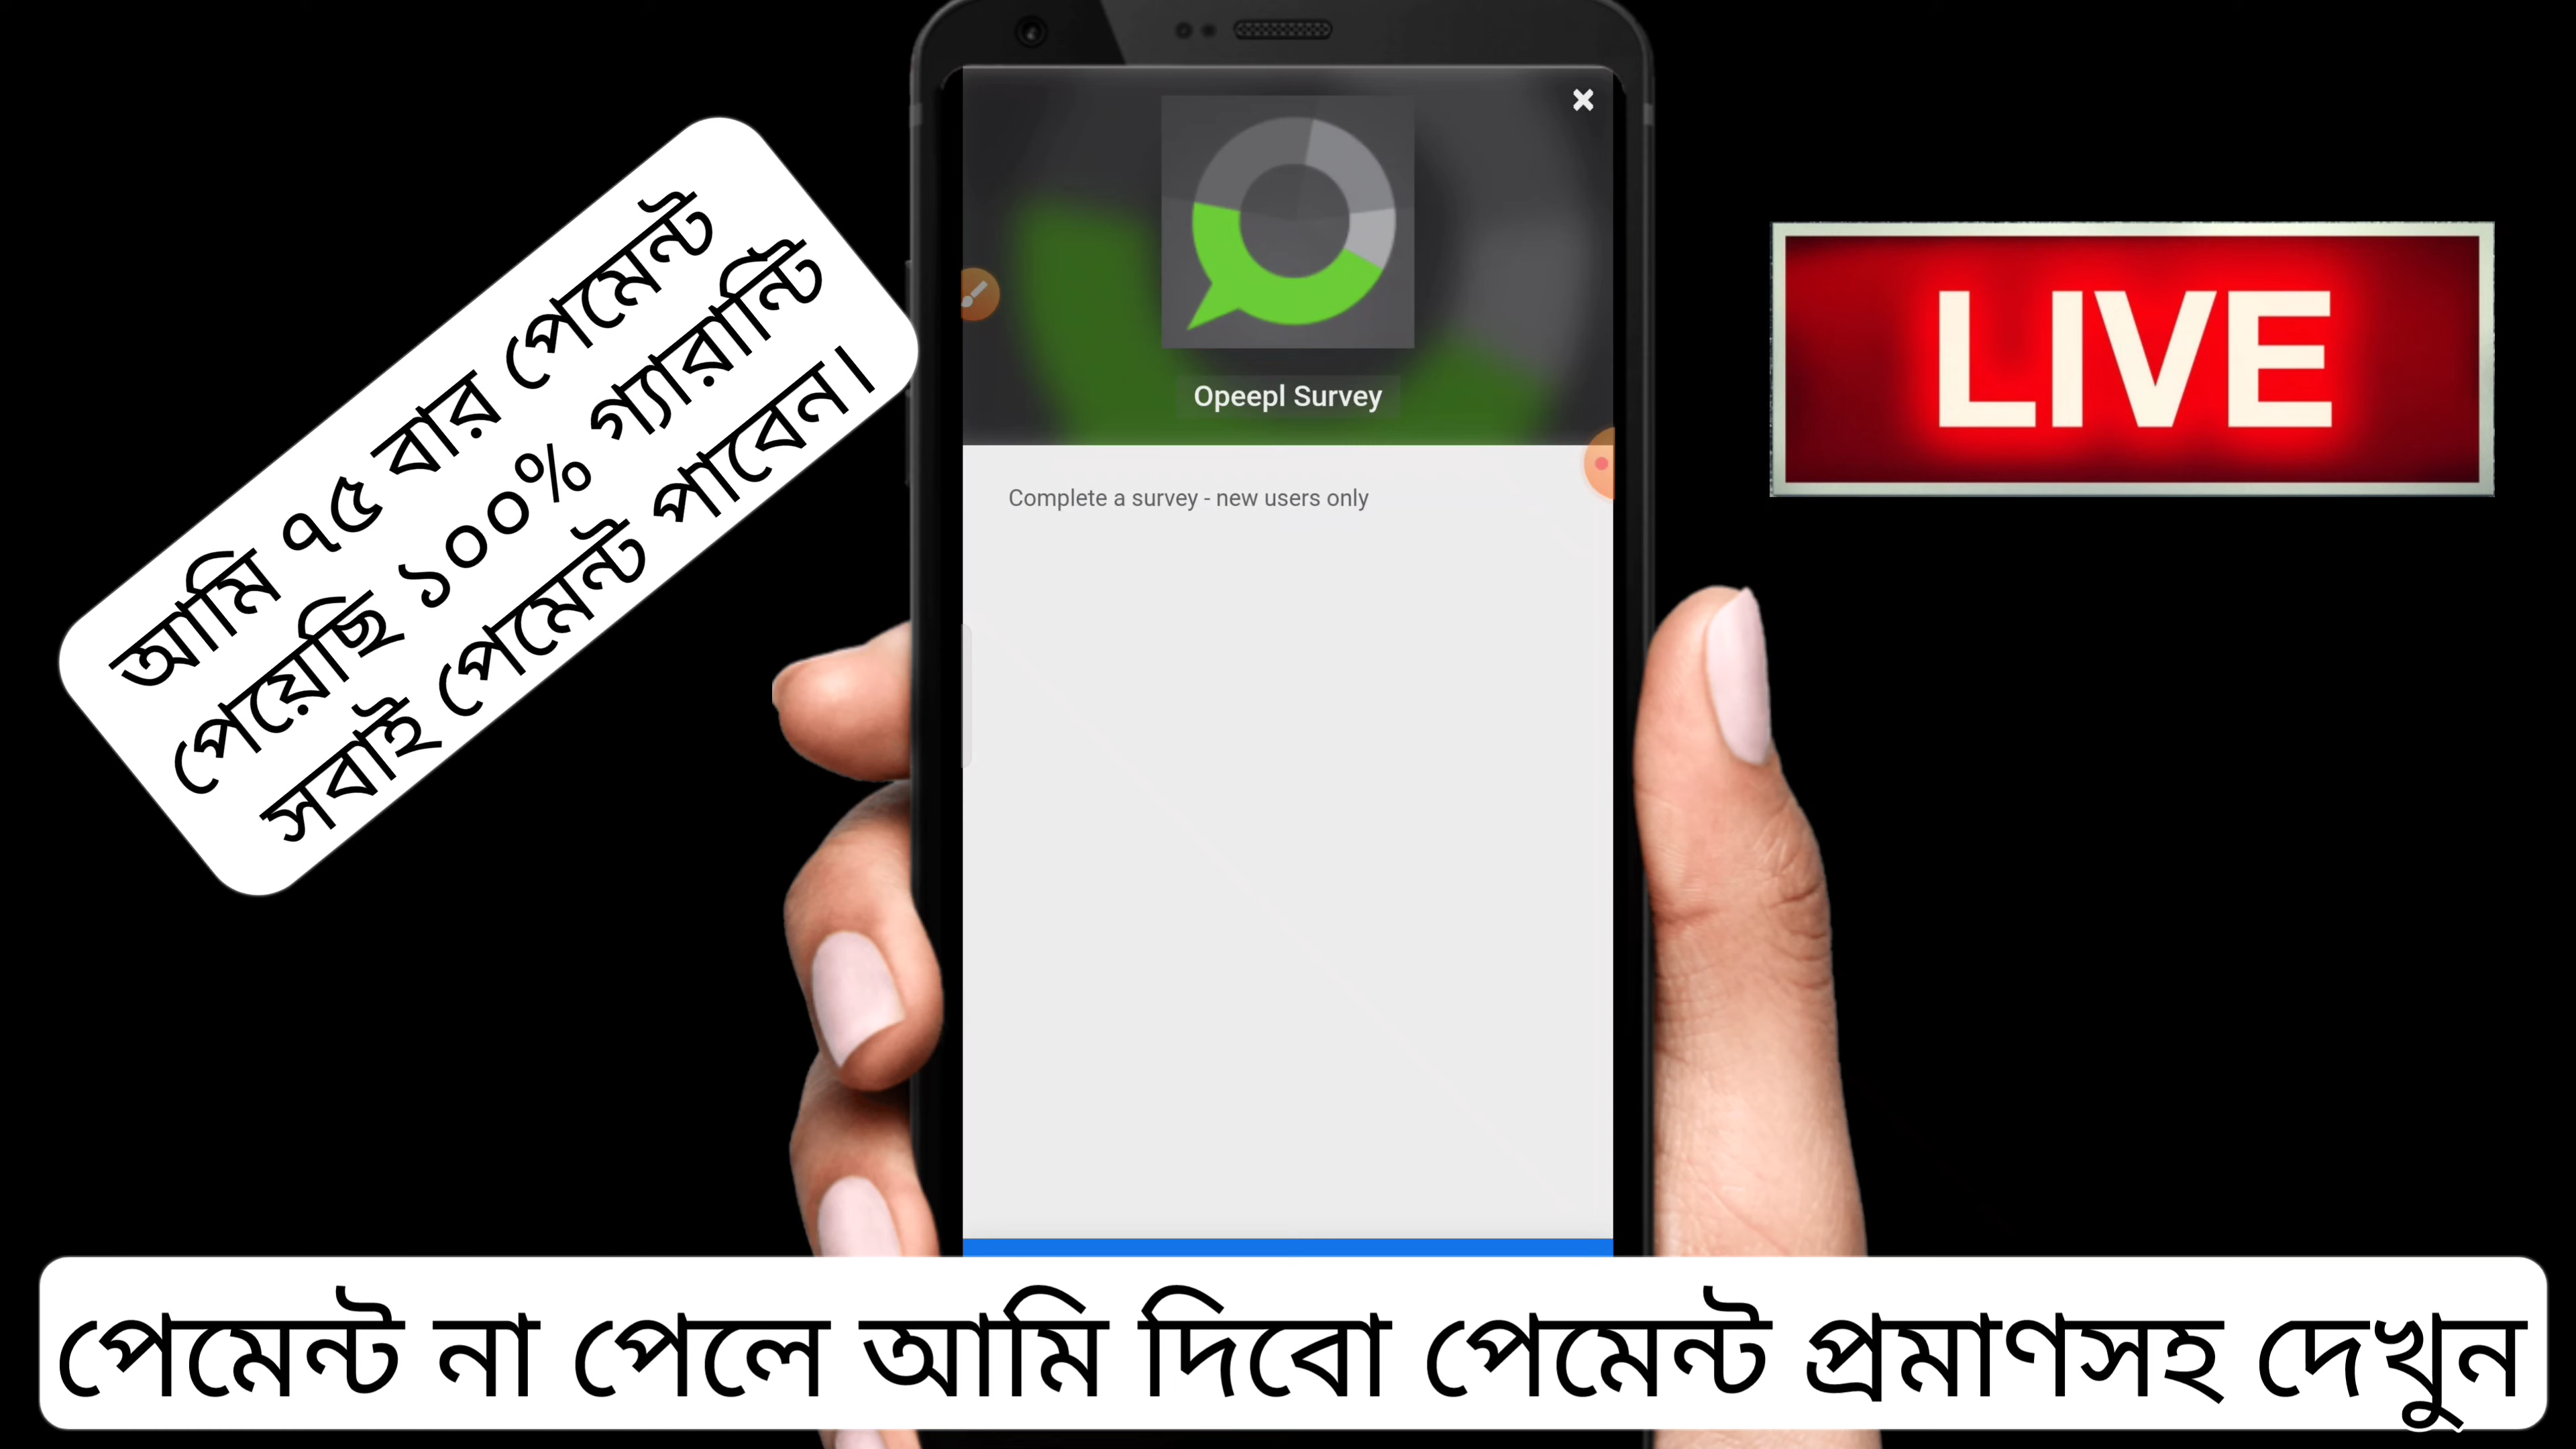 আমি ৭৫ বার পেমেন্ট
পেয়েছি ১০০% গ্যারান্টি
সবাই পেমেন্ট পাবেন।
Opeepl Survey
Complete a survey - new users only
LIVE
পেমেন্ট না পেলে আমি দিবো পেমেন্ট প্রমাণসহ দেখুন